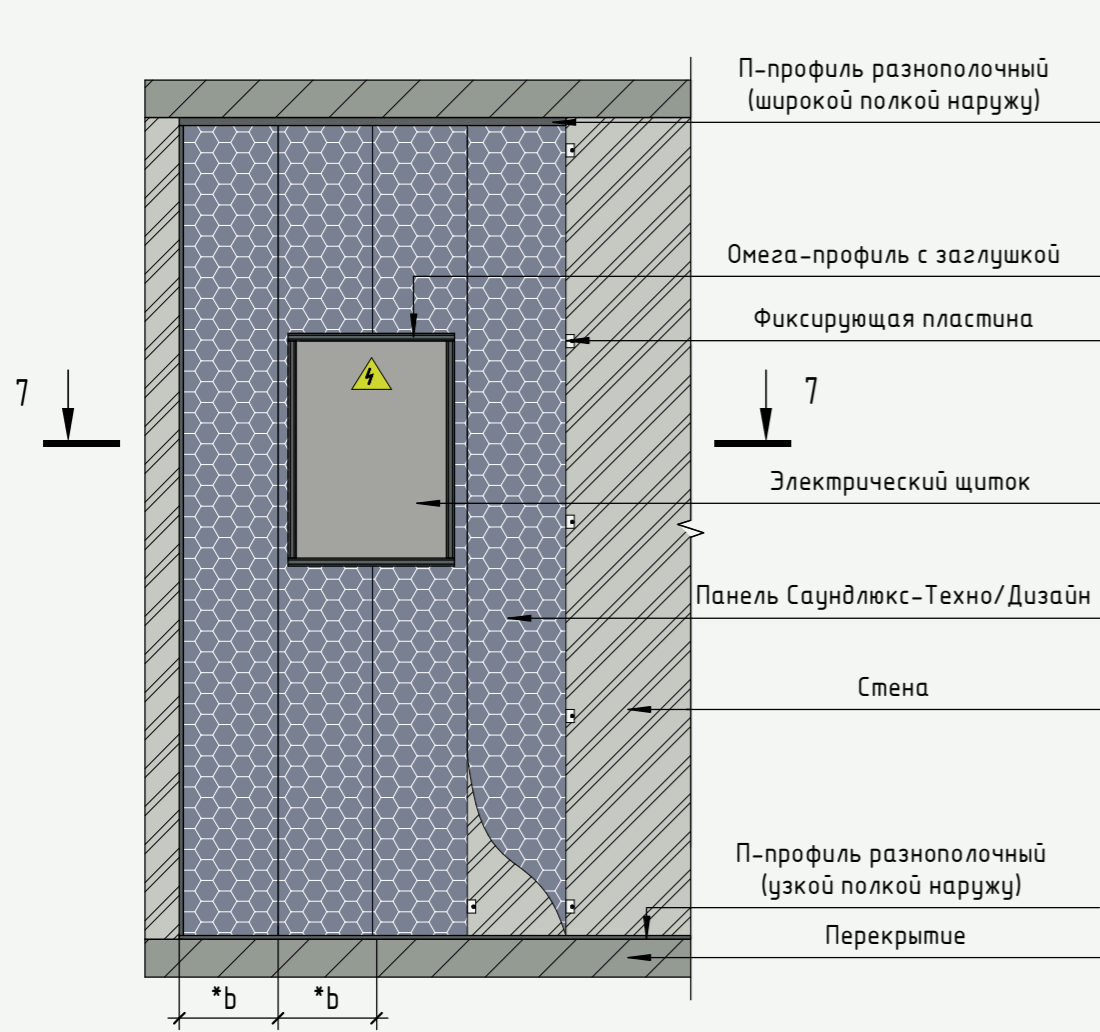 П-профиль разнополочный
(широкой полкой наружу)
Омега-профиль с заглушкой
Фиксирующая пластина
7
7
Электрический щиток
Панель Саундлюкс-Техно/Дизайн
Стена
П-профиль разнополочный
(узкой полкой наружу)
Перекрытие
*b
*b